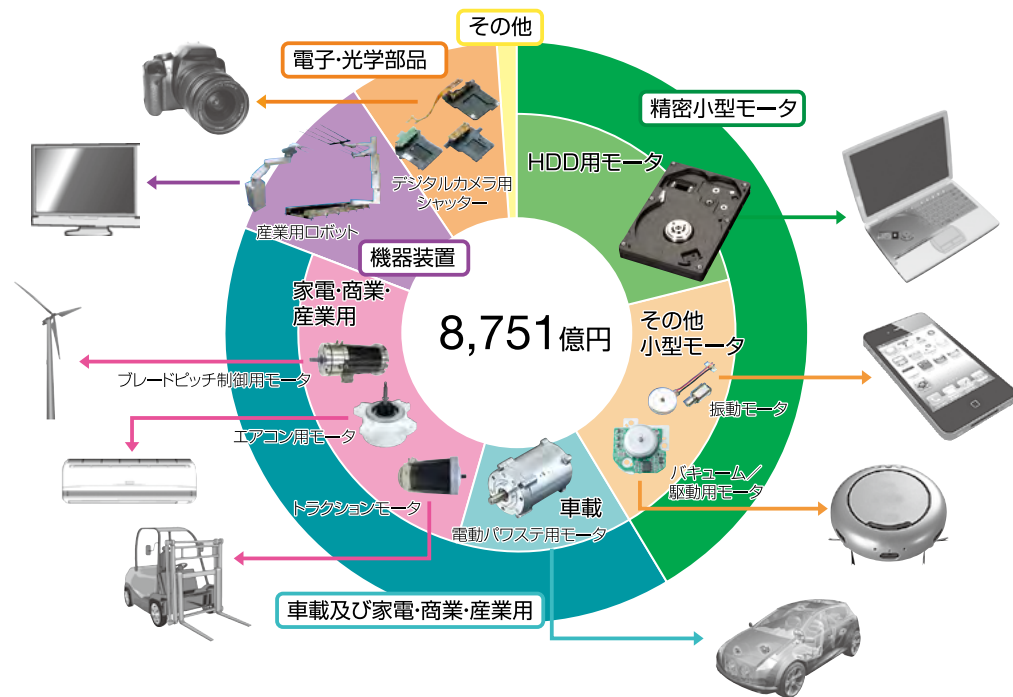 その他
電子・光学部品
精密小型モータ
HDD用モータ
デジタルカメラ用
シャッター
産業用ロボット
機器装置
家電・商業・
産業用
8,751億円
その他
小型モータ
ブレードピッチ制御用モータ
振動モータ
エアコン用モータ
バキューム／
駆動用モータ
トラクションモータ
車載
電動パワステ用モータ
車載及び家電・商業・産業用